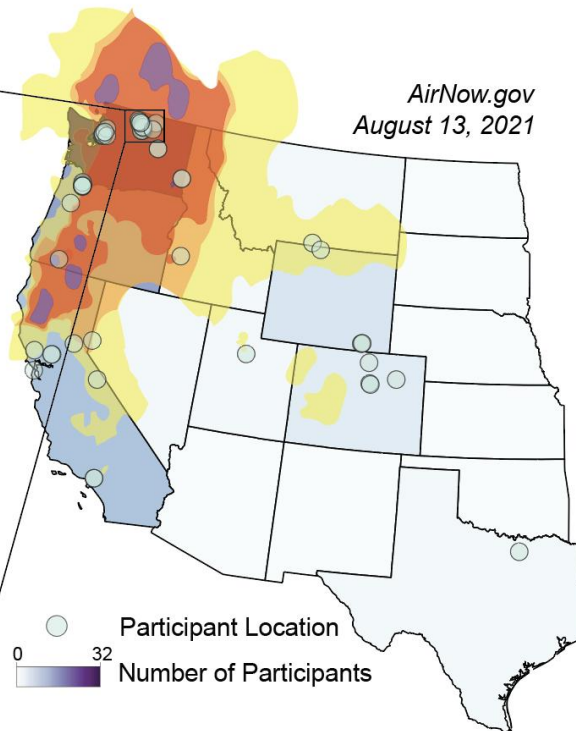 AirNow.gov
August 13, 2021
Participant Location
0 32
Number of Participants